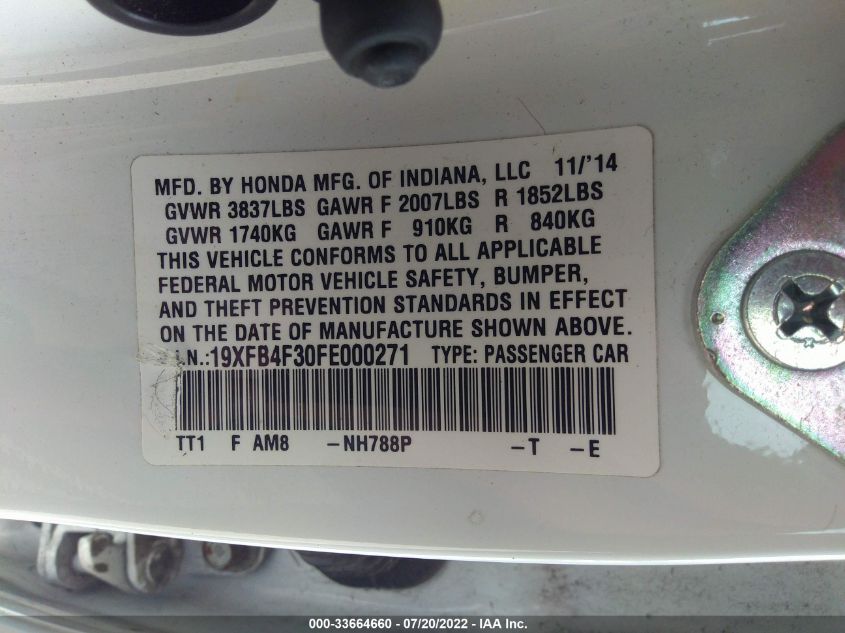 MFD. BY HONDA MFG. OF INDIANA, LLC 11/'14
GVWR 3837LBS GAWR F 2007LBS R 1852LBS
GVWR 1740KG GAWR F 910KG R 840KG
THIS VEHICLE CONFORMS TO ALL APPLICABLE
FEDERAL MOTOR VEHICLE SAFETY, BUMPER,
AND THEFT PREVENTION STANDARDS IN EFFECT
ON THE DATE OF MANUFACTURE SHOWN ABOVE.
.N.:19XFB4F30FE000271 TYPE: PASSENGER CAR
TT1 F AM8 -NH788P -T -E
000-33664660 - 07/20/2022 - IAA Inc.